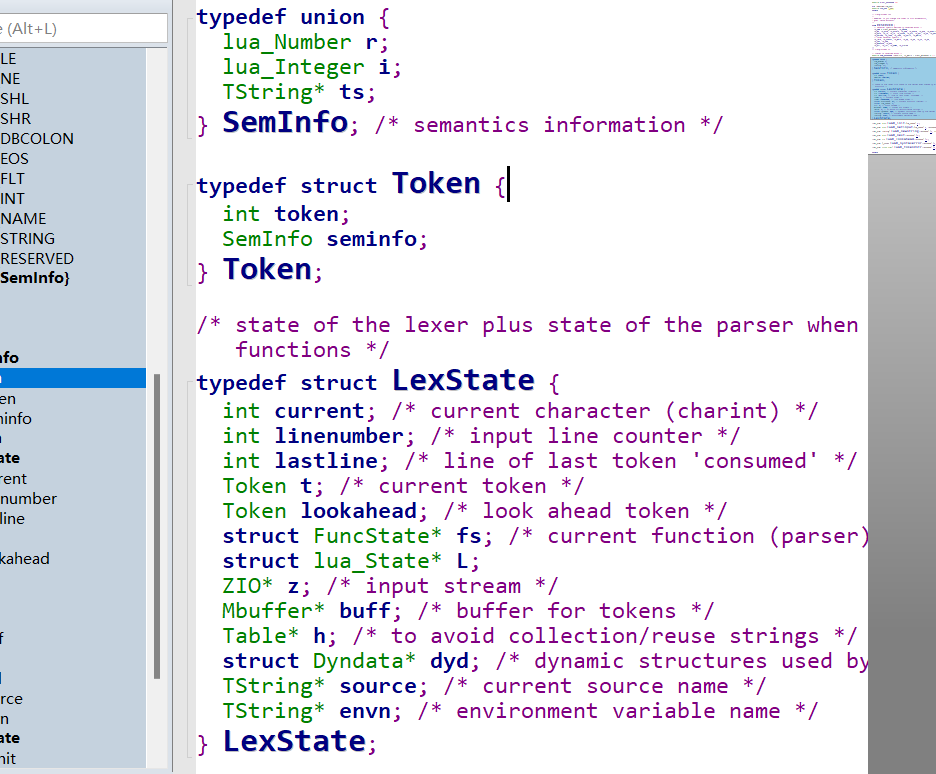 e (Alt+L)
LE
NE
SHL
SHR
DBCOLON
EOS
FLT
INT
NAME
STRING
RESERVED
SemInfo}
nfo
n
en
ninfo
n
ate
rent
number
line
kahead
f
d
rce
n
ate
nit
typedef union {
lua_Number r;
lua_Integer i;
TString* ts;
} SemInfo; /* semantics information */
typedef struct Token {
int token;
SemInfo seminfo;
} Token;
/* state of the lexer plus state of the parser when
functions */
typedef struct LexState {
int current; /* current character (charint) */
int linenumber; /* input line counter */
int lastline; /* line of last token 'consumed' */
Token t; /* current token */
Token lookahead; /* look ahead token */
struct FuncState* fs; /* current function (parser)
struct lua_State* L;
ZIO* z; /* input stream */
Mbuffer* buff; /* buffer for tokens */
Table* h; /* to avoid collection/reuse strings */
struct Dyndata* dyd; /* dynamic structures used by
TString* source; /* current source name */
TString* envn; /* environment variable name */
} LexState;